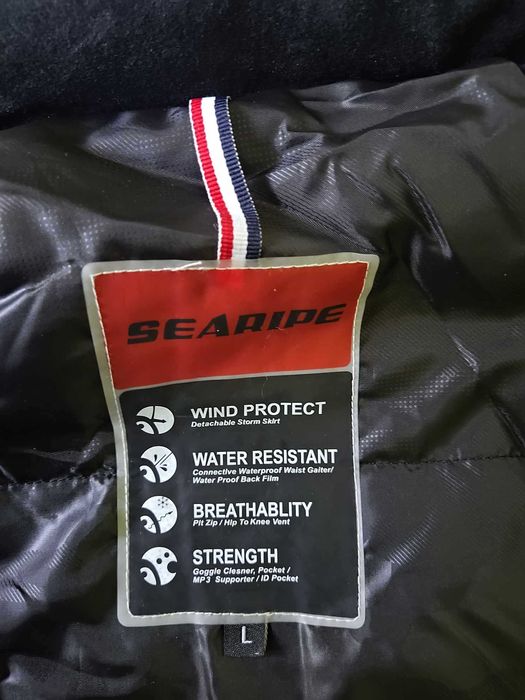 SEARIPE
WIND PROTECT
Detachable Storm Skirt
WATER RESISTANT
Connective Waterproof Waist Gaiter/
Water Proof Back Film
BREATHABLITY
Pit Zip / Hip To Knee Vent
STRENGTH
Goggle Clesner, Pocket /
MP3 Supporter / ID Pocket
L